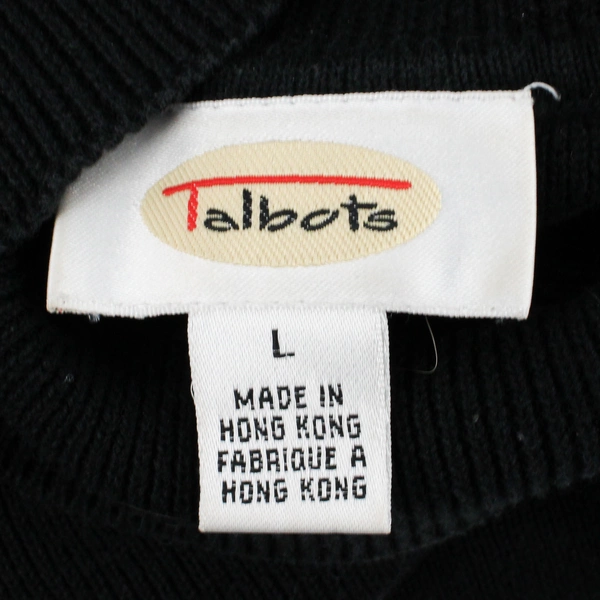 Talbots
L
MADE IN
HONG KONG
FABRIQUE A
HONG KONG